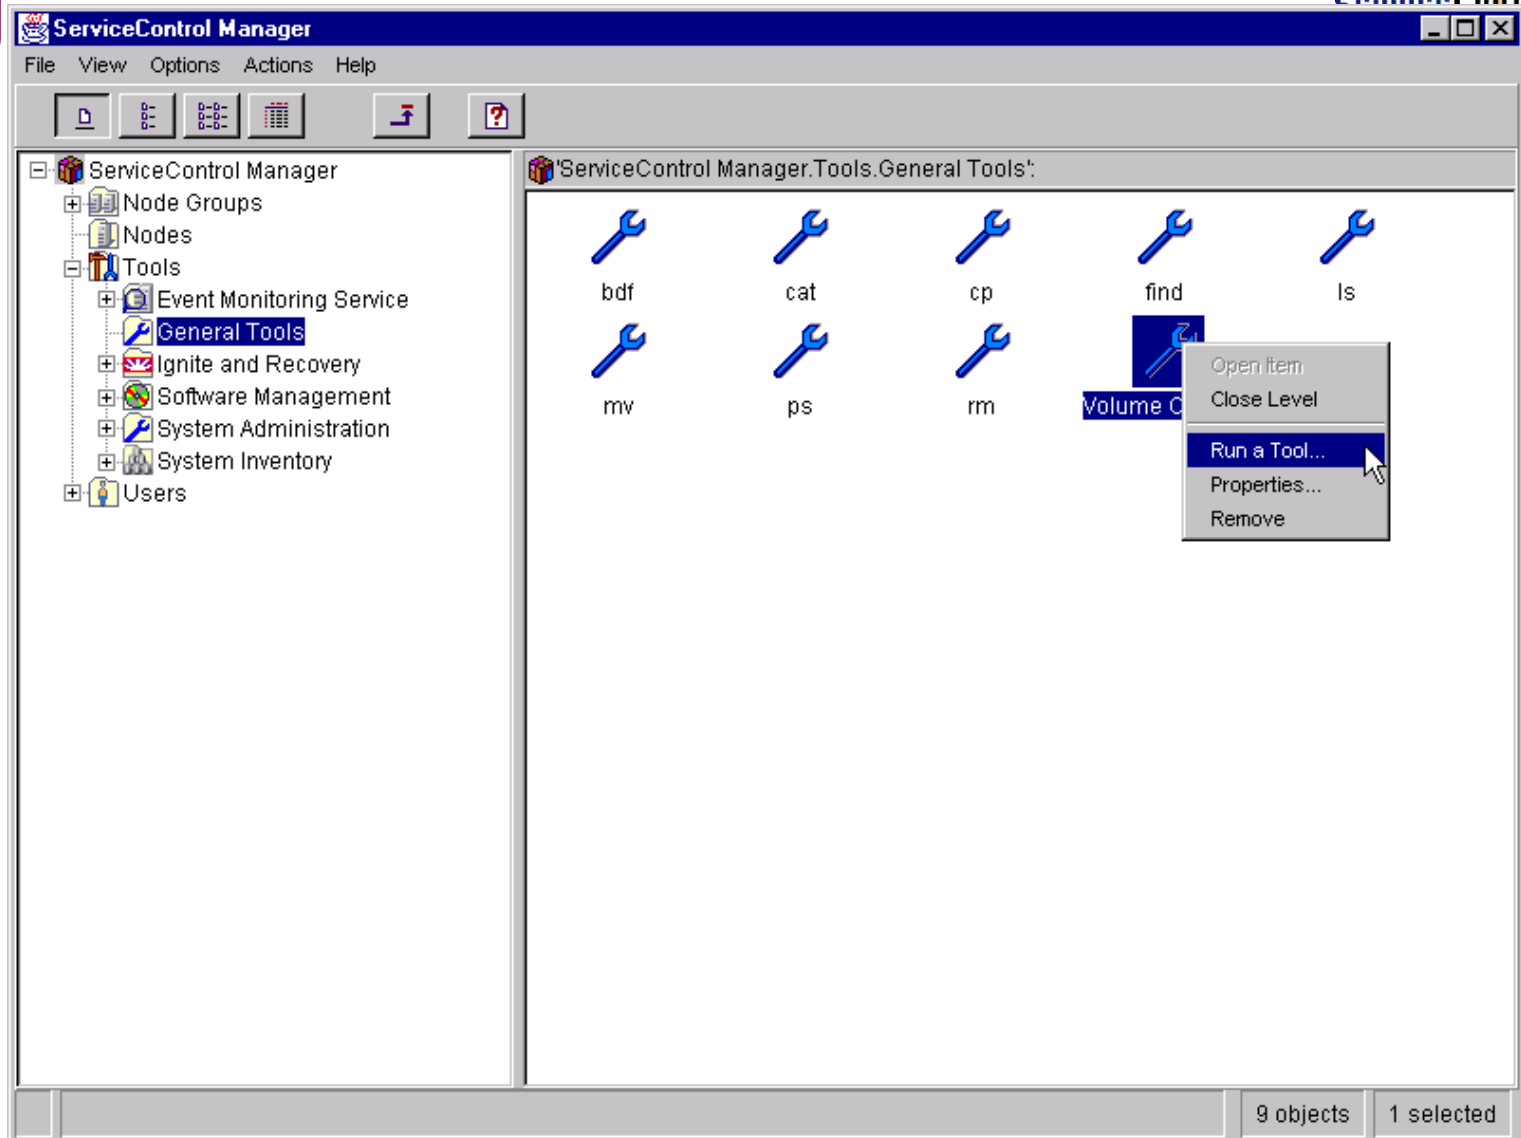 ServiceControl Manager
File View Options Actions Help
ServiceControl Manager
Node Groups
Nodes
Tools
Event Monitoring Service
General Tools
Ignite and Recovery
Software Management
System Administration
System Inventory
Users
'ServiceControl Manager.Tools.General Tools':
bdf cat cp find ls
mv ps rm Volume
Open Item
Close Level
Run a Tool...
Properties...
Remove
9 objects 1 selected